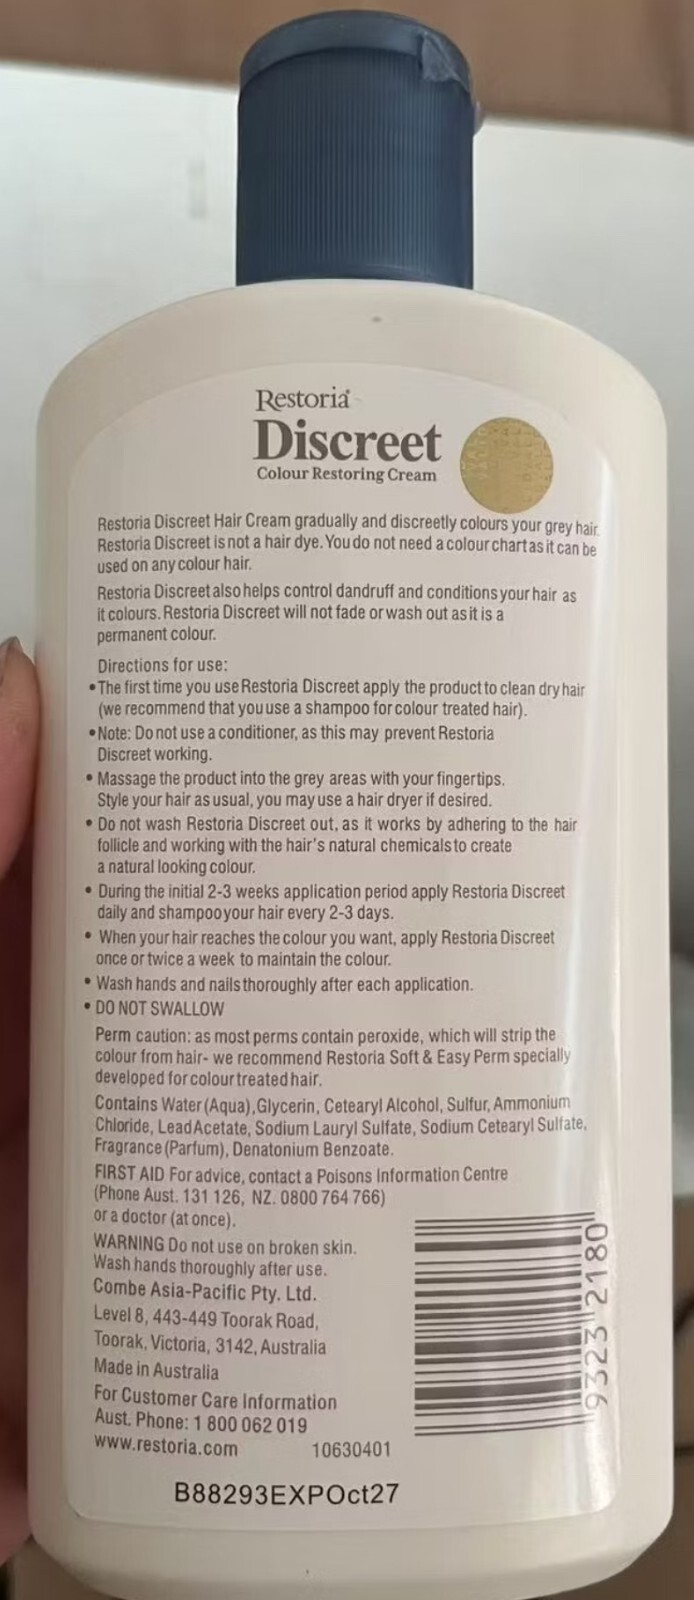 Restoria
Discreet
Colour Restoring Cream
Restoria Discreet Hair Cream gradually and discreetly colours your grey hair.
Restoria Discreet is not a hair dye. You do not need a colour chart as it can be
used on any colour hair.
Restoria Discreet also helps control dandruff and conditions your hair as
it colours. Restoria Discreet will not fade or wash out as it is a
permanent colour.
Directions for use:
• The first time you use Restoria Discreet apply the product to clean dry hair
(we recommend that you use a shampoo for colour treated hair).
• Note: Do not use a conditioner, as this may prevent Restoria
Discreet working.
• Massage the product into the grey areas with your fingertips.
Style your hair as usual, you may use a hair dryer if desired.
• Do not wash Restoria Discreet out, as it works by adhering to the hair
follicle and working with the hair's natural chemicals to create
a natural looking colour.
• During the initial 2-3 weeks application period apply Restoria Discreet
daily and shampoo your hair every 2-3 days.
• When your hair reaches the colour you want, apply Restoria Discreet
once or twice a week to maintain the colour.
• Wash hands and nails thoroughly after each application.
• DO NOT SWALLOW
Perm caution: as most perms contain peroxide, which will strip the
colour from hair- we recommend Restoria Soft & Easy Perm specially
developed for colour treated hair.
Contains Water (Aqua), Glycerin, Cetearyl Alcohol, Sulfur, Ammonium
Chloride, Lead Acetate, Sodium Lauryl Sulfate, Sodium Cetearyl Sulfate,
Fragrance (Parfum), Denatonium Benzoate.
FIRST AID For advice, contact a Poisons Information Centre
(Phone Aust. 131 126, NZ. 0800 764 766)
or a doctor (at once).
WARNING Do not use on broken skin.
Wash hands thoroughly after use.
Combe Asia-Pacific Pty. Ltd.
Level 8, 443-449 Toorak Road,
Toorak, Victoria, 3142, Australia
Made in Australia
For Customer Care Information
Aust. Phone: 1 800 062 019
www.restoria.com 10630401
9323 2180
B88293EXPOct27